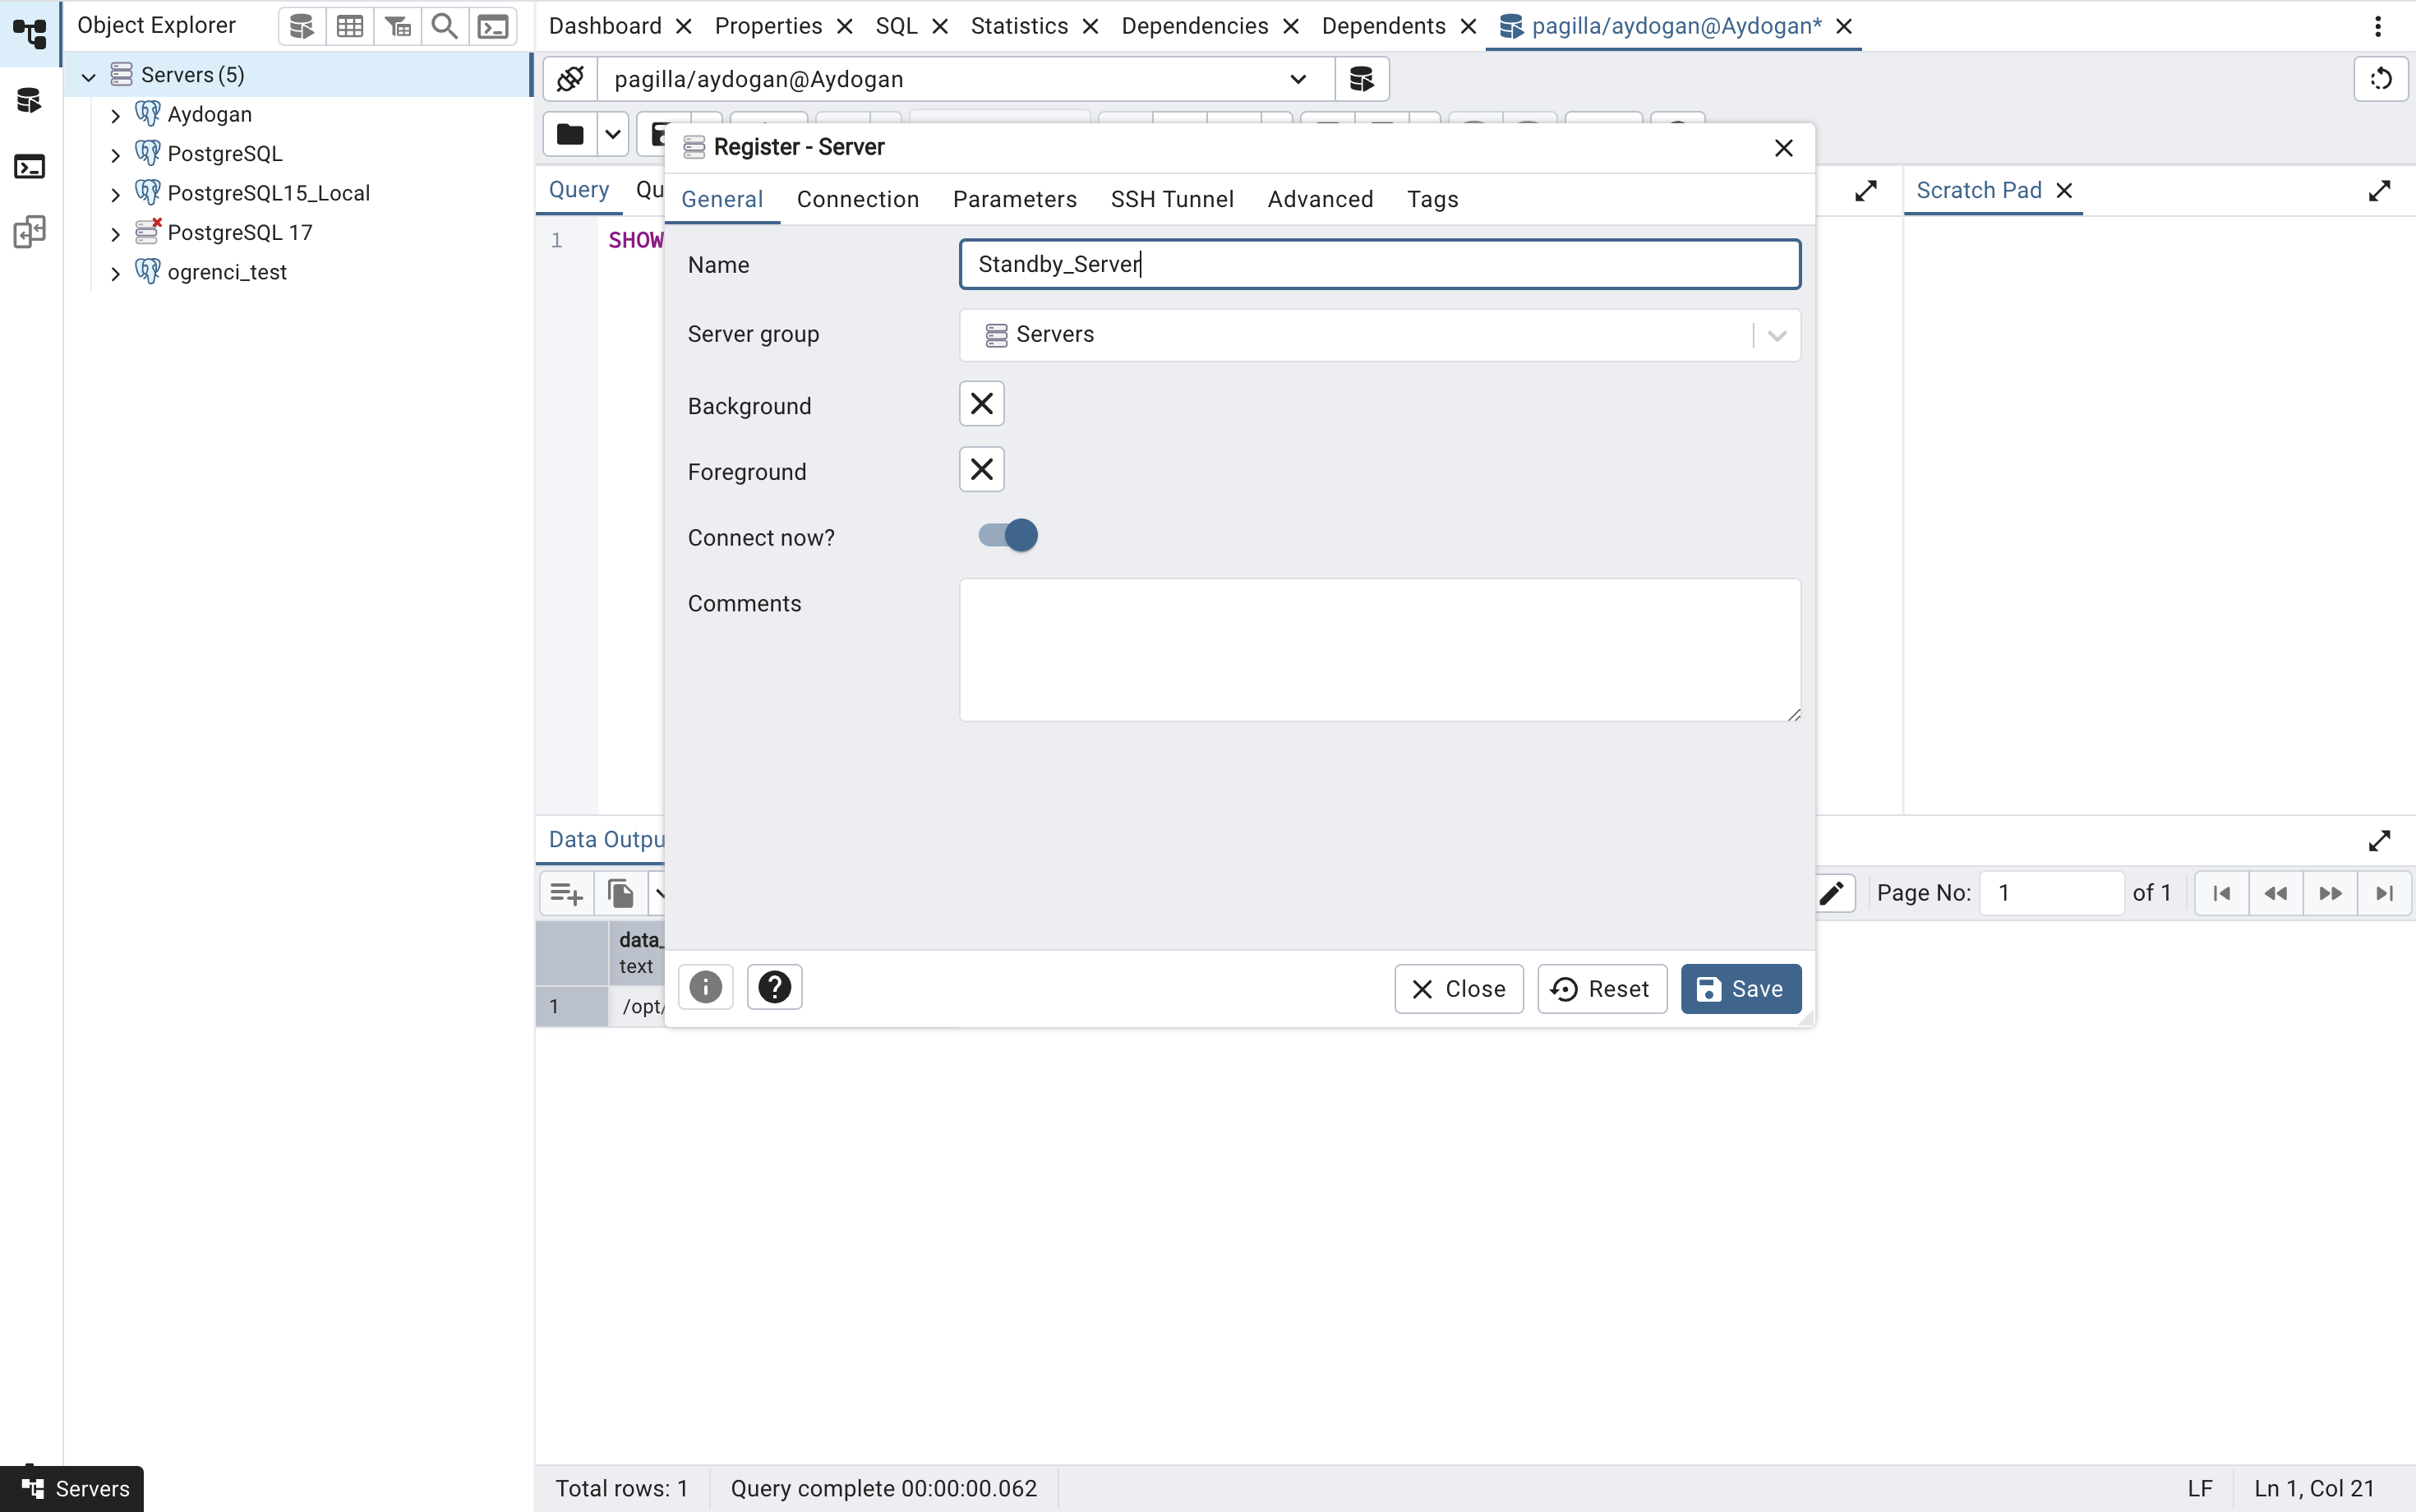 Object Explorer
Dashboard Properties SQL Statistics Dependencies Dependents pagilla/aydogan@Aydogan*
Servers (5)
Aydogan
PostgreSQL
PostgreSQL15_Local
PostgreSQL 17
ogrenci_test
pagilla/aydogan@Aydogan
Query Qu
Scratch Pad
1 SHOW
Register - Server
General Connection Parameters SSH Tunnel Advanced Tags
Name Standby_Server
Server group Servers
Background
Foreground
Connect now?
Comments
Close Reset Save
Data Outpu
Page No: 1 of 1
data_
text
1 /opt/
Servers
Total rows: 1 Query complete 00:00:00.062 LF Ln 1, Col 21